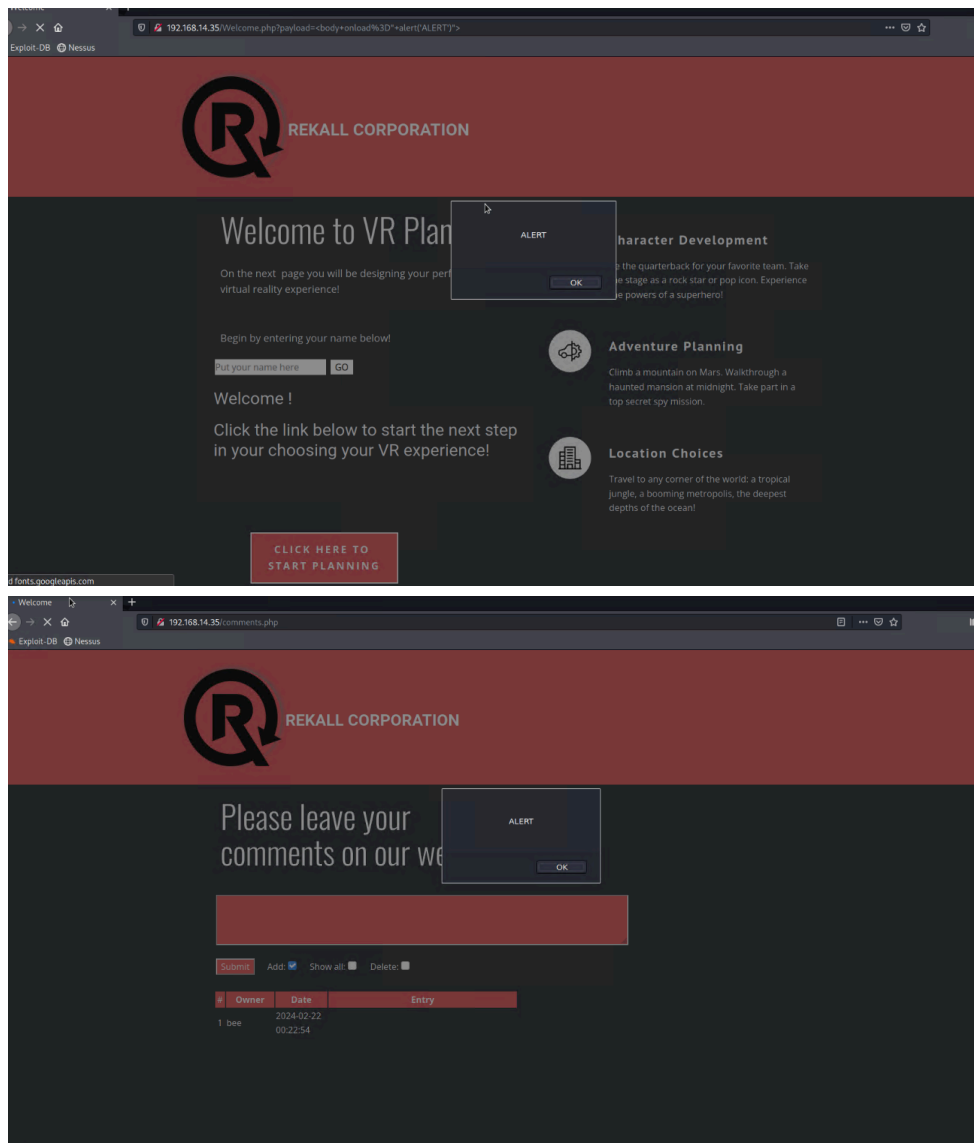 192.168.14.35/Welcome.php?payload=<body+onload%3D"+alert('ALERT')">
Exploit-DB Nessus
R REKALL CORPORATION
Welcome to VR Plan
On the next page you will be designing your perf
virtual reality experience!
Begin by entering your name below!
Put your name here GO
Welcome !
Click the link below to start the next step
in your choosing your VR experience!
CLICK HERE TO
START PLANNING
ALERT
OK
haracter Development
e the quarterback for your favorite team. Take
e stage as a rock star or pop icon. Experience
e powers of a superhero!
Adventure Planning
Climb a mountain on Mars. Walkthrough a
haunted mansion at midnight. Take part in a
top secret spy mission.
Location Choices
Travel to any corner of the world: a tropical
jungle, a booming metropolis, the deepest
depths of the ocean!
d fonts.googleapis.com
Welcome
192.168.14.35/comments.php
Exploit-DB Nessus
R REKALL CORPORATION
Please leave your
comments on our we
ALERT
OK
Submit Add: Show all: Delete:
# Owner Date Entry
1 bee 2024-02-22
00:22:54